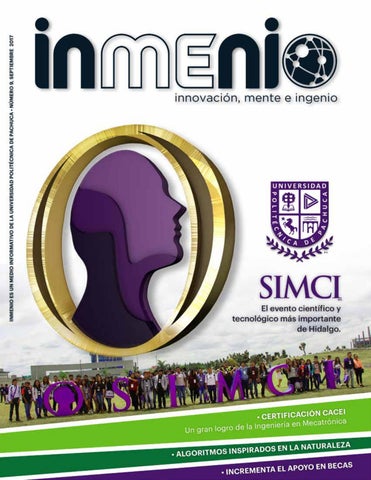 inmenio
innovación, mente e ingenio
INMENIO ES UN MEDIO INFORMATIVO DE LA UNIVERSIDAD POLITÉCNICA DE PACHUCA • NÚMERO 9, SEPTIEMBRE 2017
UNIVERSIDAD
POLITÉCNICA DE PACHUCA
SIMCI
El evento científico y
tecnológico más importante
de Hidalgo.
SIMCI
• CERTIFICACIÓN CACEI
Un gran logro de la ingeniería en Mecatrónica
• ALGORITMOS INSPIRADOS EN LA NATURALEZA
• INCREMENTA EL APOYO EN BECAS